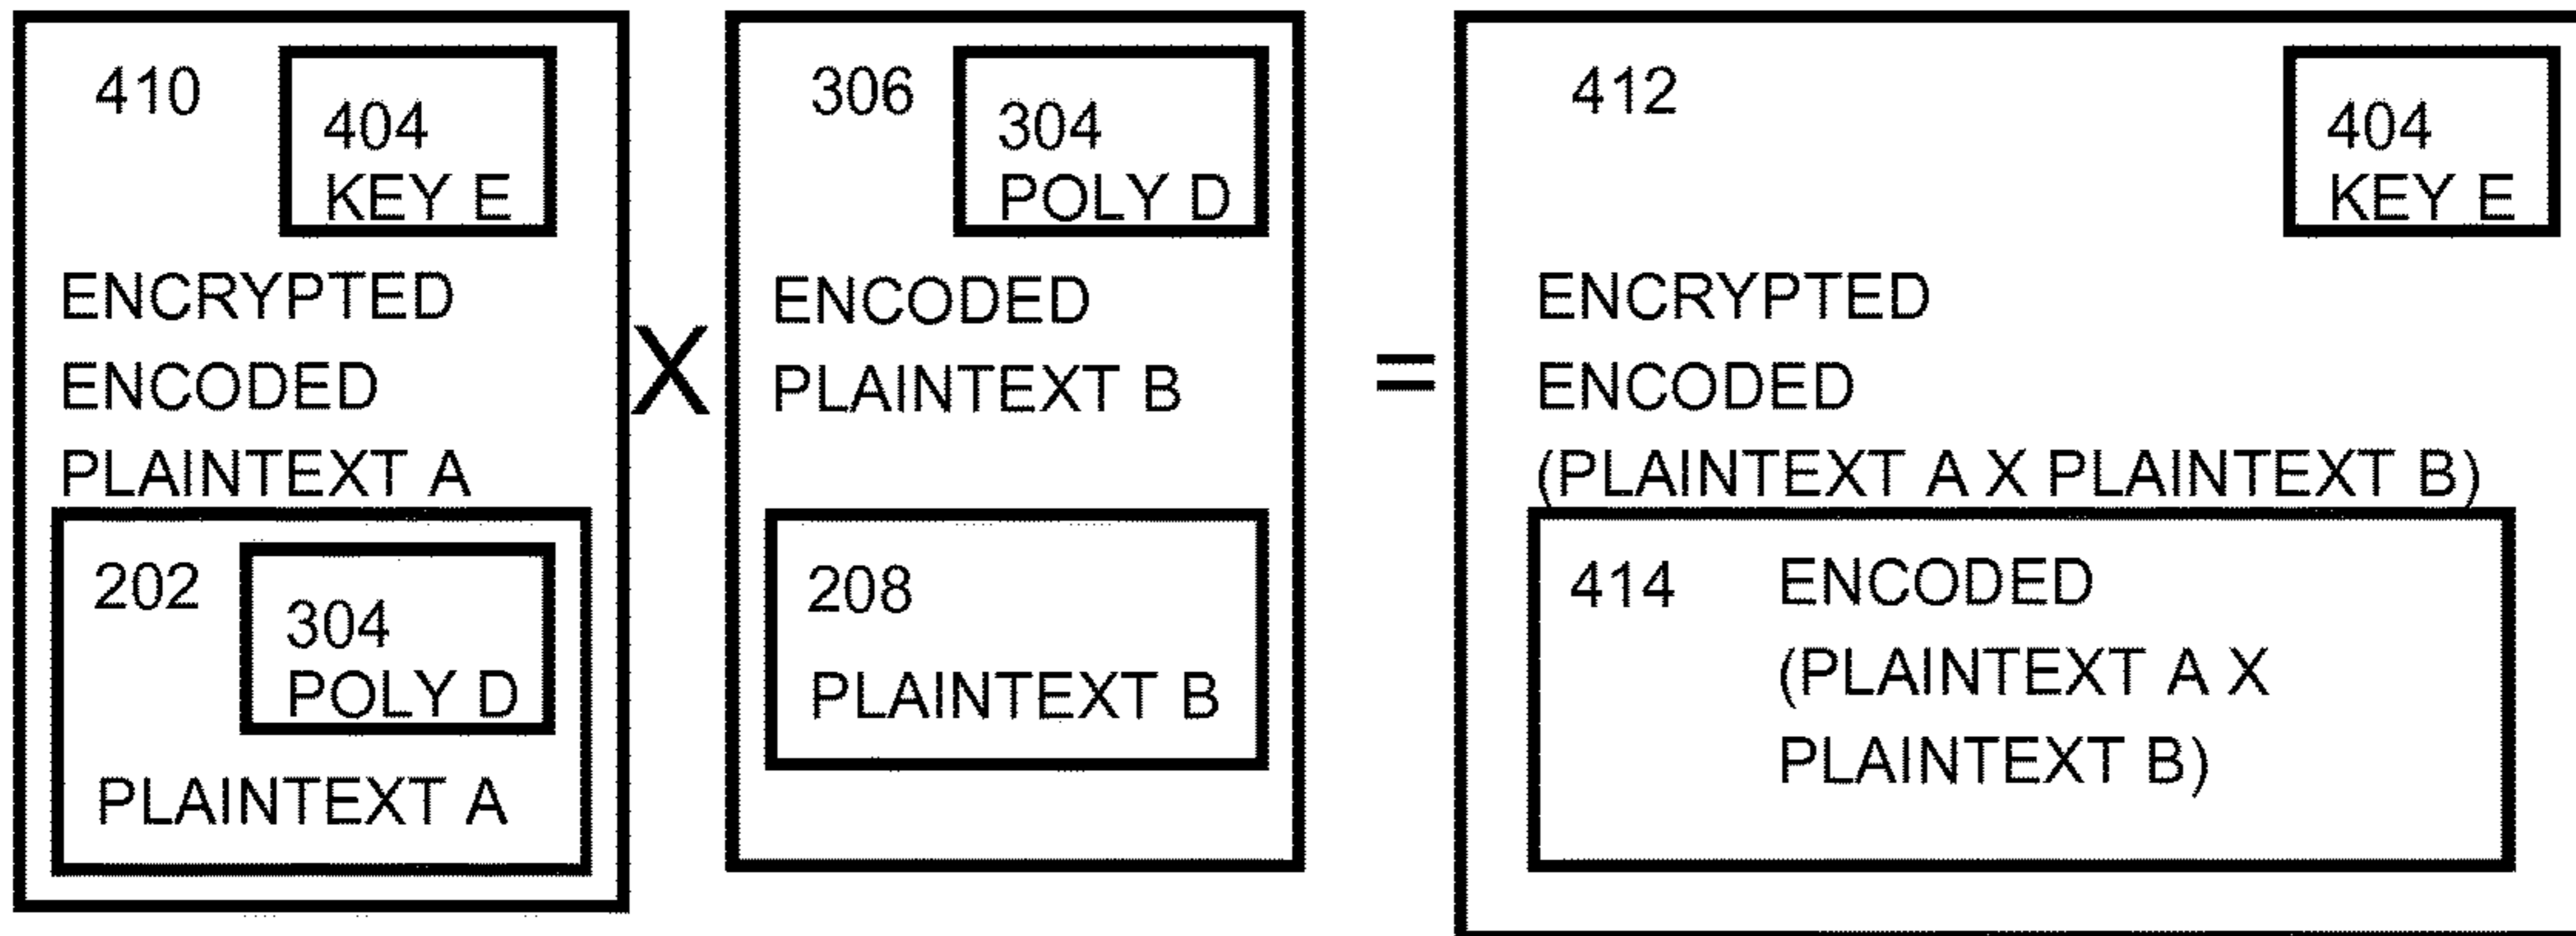 410
404
KEY E
ENCRYPTED
ENCODED
PLAINTEXT A
202
304
POLY D
PLAINTEXT A
X
306
304
POLY D
ENCODED
PLAINTEXT B
208
PLAINTEXT B
=
412
404
KEY E
ENCRYPTED
ENCODED
(PLAINTEXT A X PLAINTEXT B)
414
ENCODED
(PLAINTEXT A X
PLAINTEXT B)